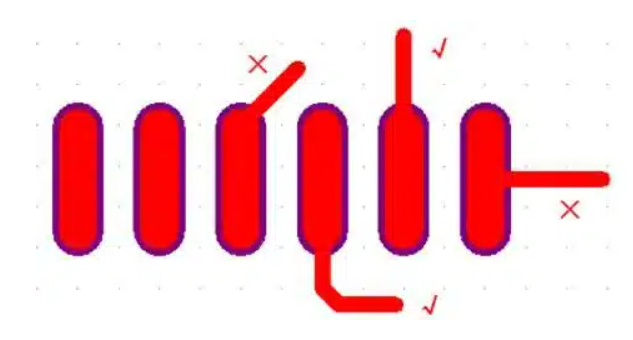 × √
× √